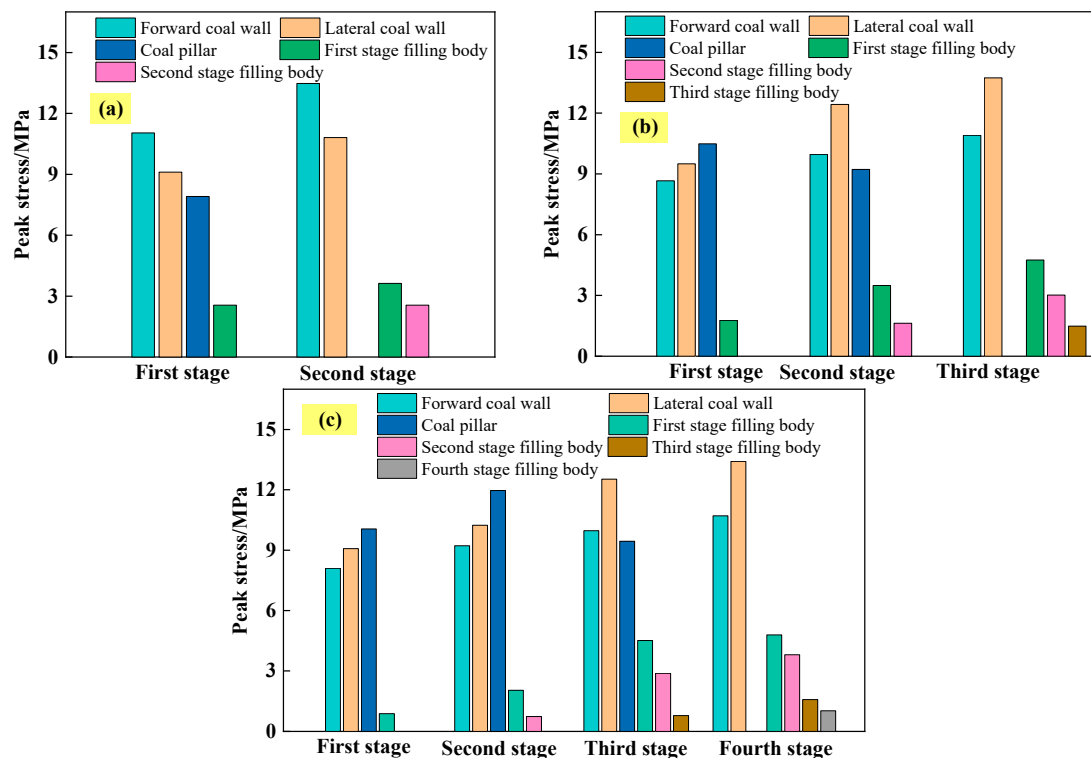 Forward coal wall Lateral coal wall
Coal pillar First stage filling body
Second stage filling body
(a)
15
12
9
6
3
0
Peak stress/MPa
First stage Second stage
Forward coal wall Lateral coal wall
Coal pillar First stage filling body
Second stage filling body
Third stage filling body
(b)
15
12
9
6
3
0
Peak stress/MPa
First stage Second stage Third stage
(c)
Forward coal wall Lateral coal wall
Coal pillar First stage filling body
Second stage filling body Third stage filling body
Fourth stage filling body
15
12
9
6
3
0
Peak stress/MPa
First stage Second stage Third stage Fourth stage